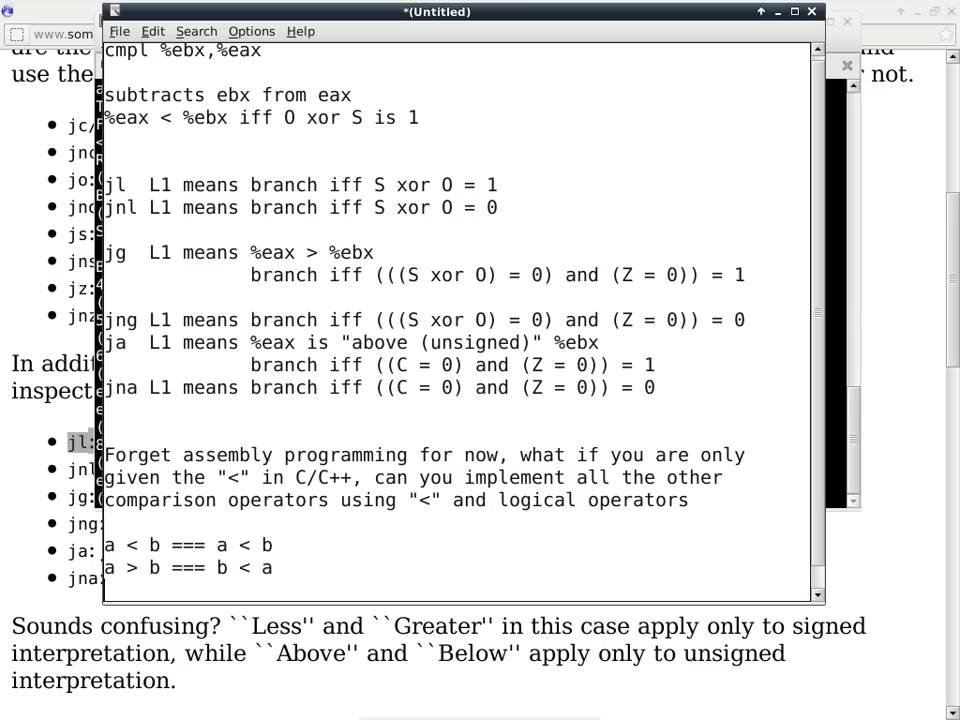 *(Untitled)
File Edit Search Options Help
www.som
are the
use the
r not.
cmpl %ebx,%eax
subtracts ebx from eax
%eax < %ebx iff O xor S is 1
jl L1 means branch iff S xor O = 1
jnl L1 means branch iff S xor O = 0
jg L1 means %eax > %ebx
branch iff (((S xor O) = 0) and (Z = 0)) = 1
jng L1 means branch iff (((S xor O) = 0) and (Z = 0)) = 0
ja L1 means %eax is "above (unsigned)" %ebx
branch iff ((C = 0) and (Z = 0)) = 1
jna L1 means branch iff ((C = 0) and (Z = 0)) = 0
Forget assembly programming for now, what if you are only
given the "<" in C/C++, can you implement all the other
comparison operators using "<" and logical operators
a < b === a < b
a > b === b < a
jc/
jnc
jo:
jno
js:
jns
jz:
jnz
In addit
inspect
jl:
jnl
jg:
jng:
ja:
jna
Sounds confusing? ``Less'' and ``Greater'' in this case apply only to signed
interpretation, while ``Above'' and ``Below'' apply only to unsigned
interpretation.